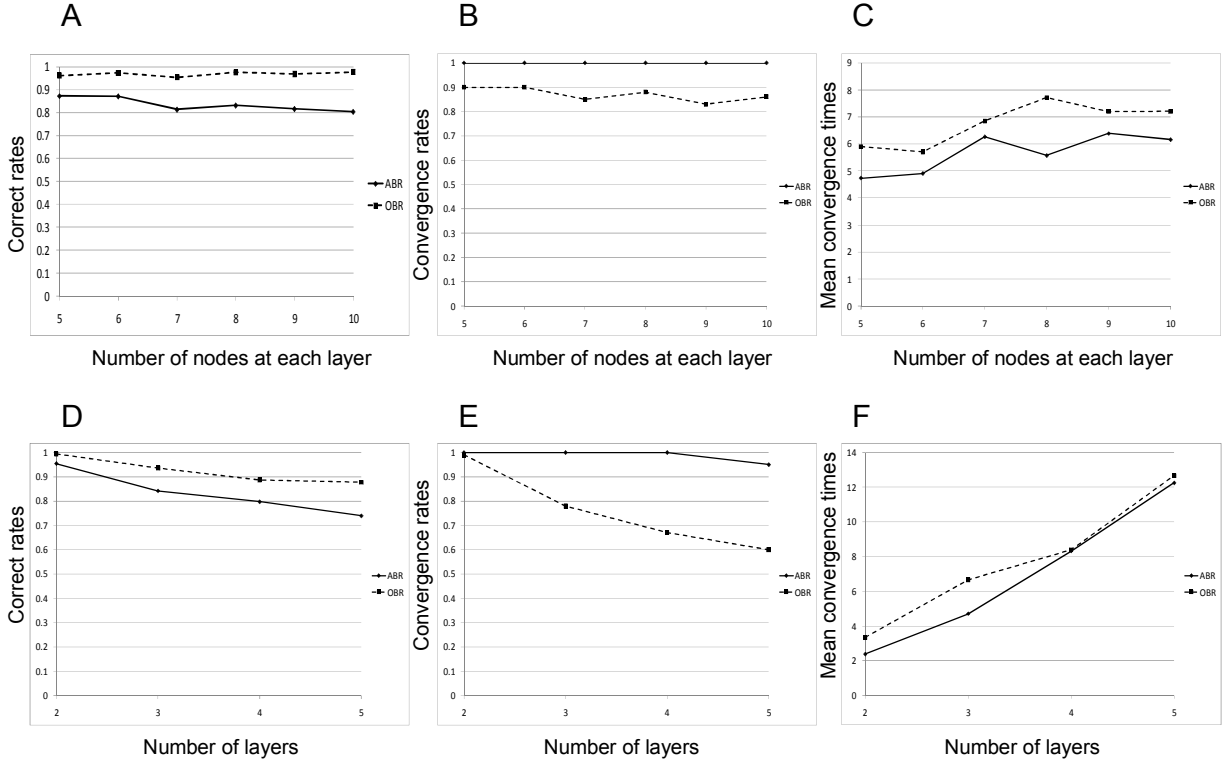 A
Correct rates
1
0.9
0.8
0.7
0.6
0.5
0.4
0.3
0.2
0.1
0
5 6 7 8 9 10
ABR
OBR
Number of nodes at each layer
B
Convergence rates
1
0.9
0.8
0.7
0.6
0.5
0.4
0.3
0.2
0.1
0
5 6 7 8 9 10
ABR
OBR
Number of nodes at each layer
C
Mean convergence times
9
8
7
6
5
4
3
2
1
0
5 6 7 8 9 10
ABR
OBR
Number of nodes at each layer
D
Correct rates
1
0.9
0.8
0.7
0.6
0.5
0.4
0.3
0.2
0.1
0
2 3 4 5
ABR
OBR
Number of layers
E
Convergence rates
1
0.9
0.8
0.7
0.6
0.5
0.4
0.3
0.2
0.1
0
2 3 4 5
ABR
OBR
Number of layers
F
Mean convergence times
14
12
10
8
6
4
2
0
2 3 4 5
ABR
OBR
Number of layers